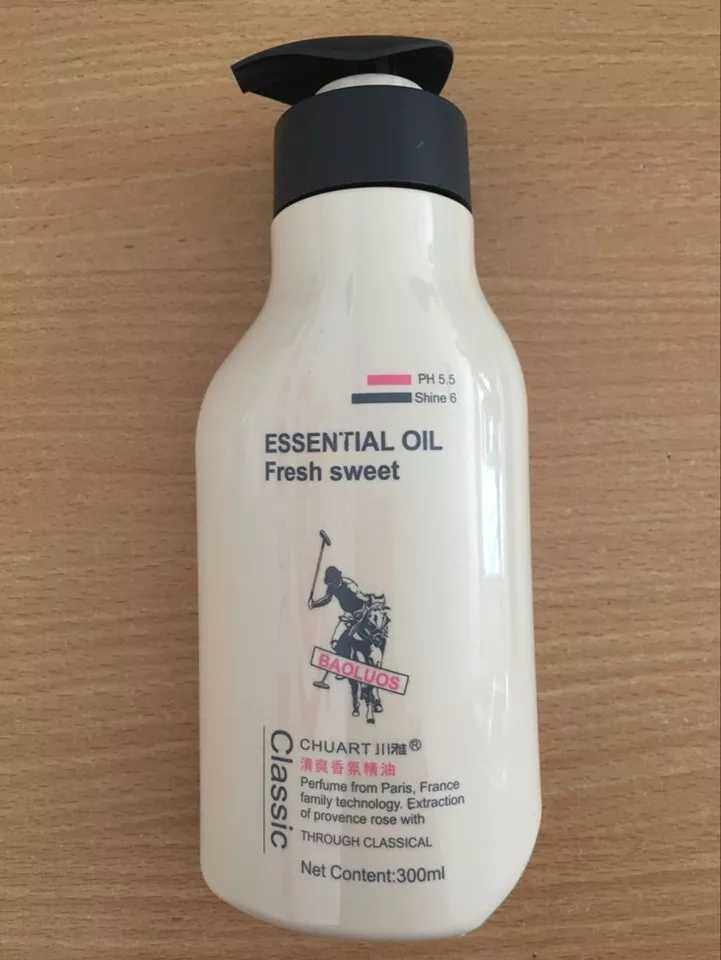 PH 5.5
Shine 6
ESSENTIAL OIL
Fresh sweet
BAOLUOS
Classic
CHUART 川雅®
清爽香氛精油
Perfume from Paris, France
family technology. Extraction
of provence rose with
THROUGH CLASSICAL
Net Content:300ml